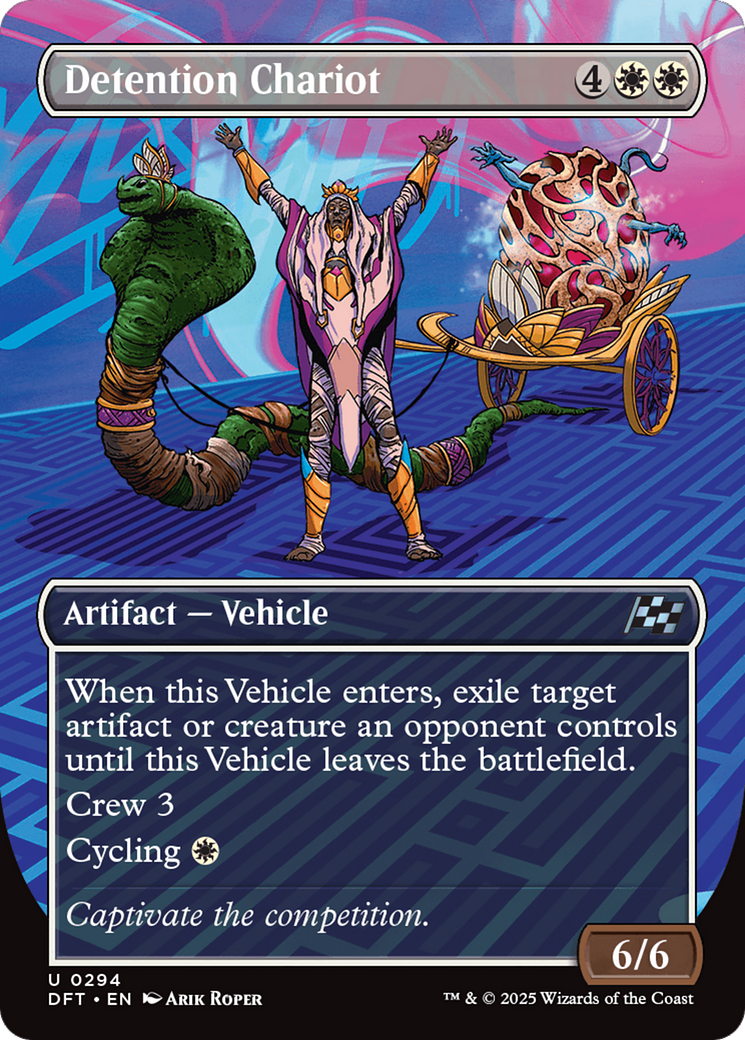 Detention Chariot 4
Artifact — Vehicle
When this Vehicle enters, exile target
artifact or creature an opponent controls
until this Vehicle leaves the battlefield.
Crew 3
Cycling
Captivate the competition.
6/6
U 0294
DFT • EN Arik Roper ™ & © 2025 Wizards of the Coast